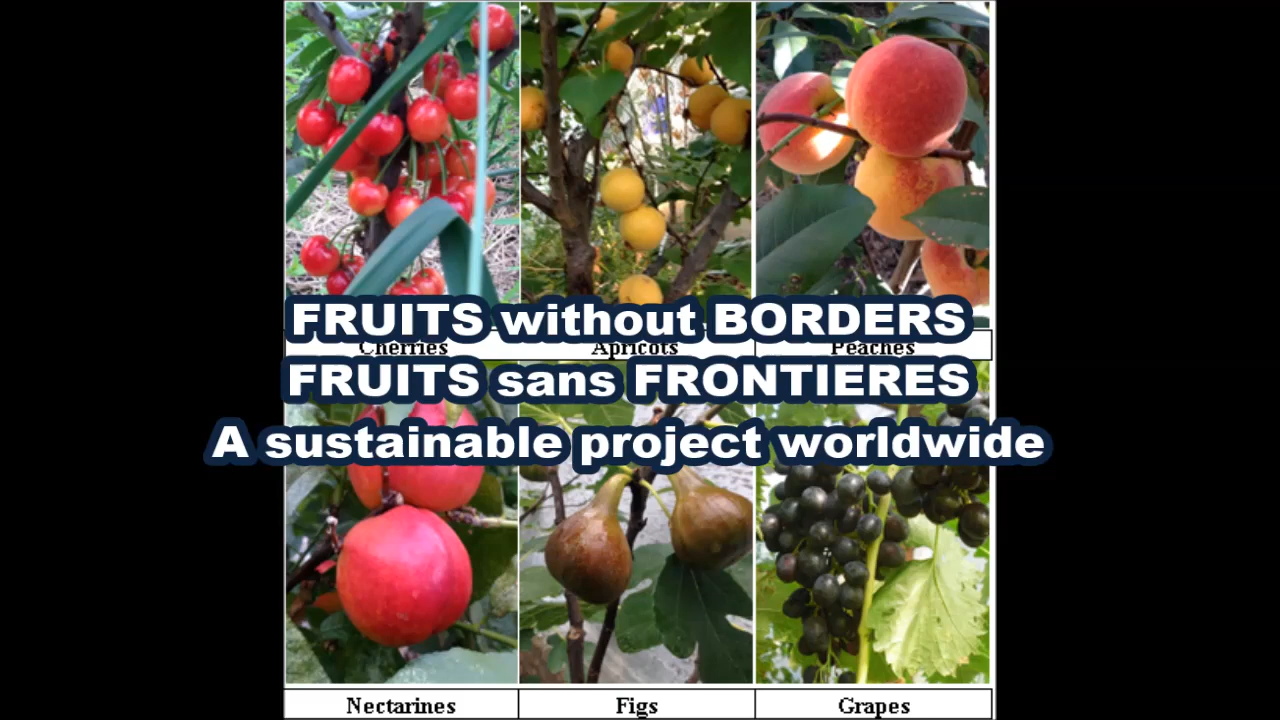 FRUITS without BORDERS
Cherries Apricots Peaches
FRUITS sans FRONTIERES
A sustainable project worldwide
Nectarines Figs Grapes